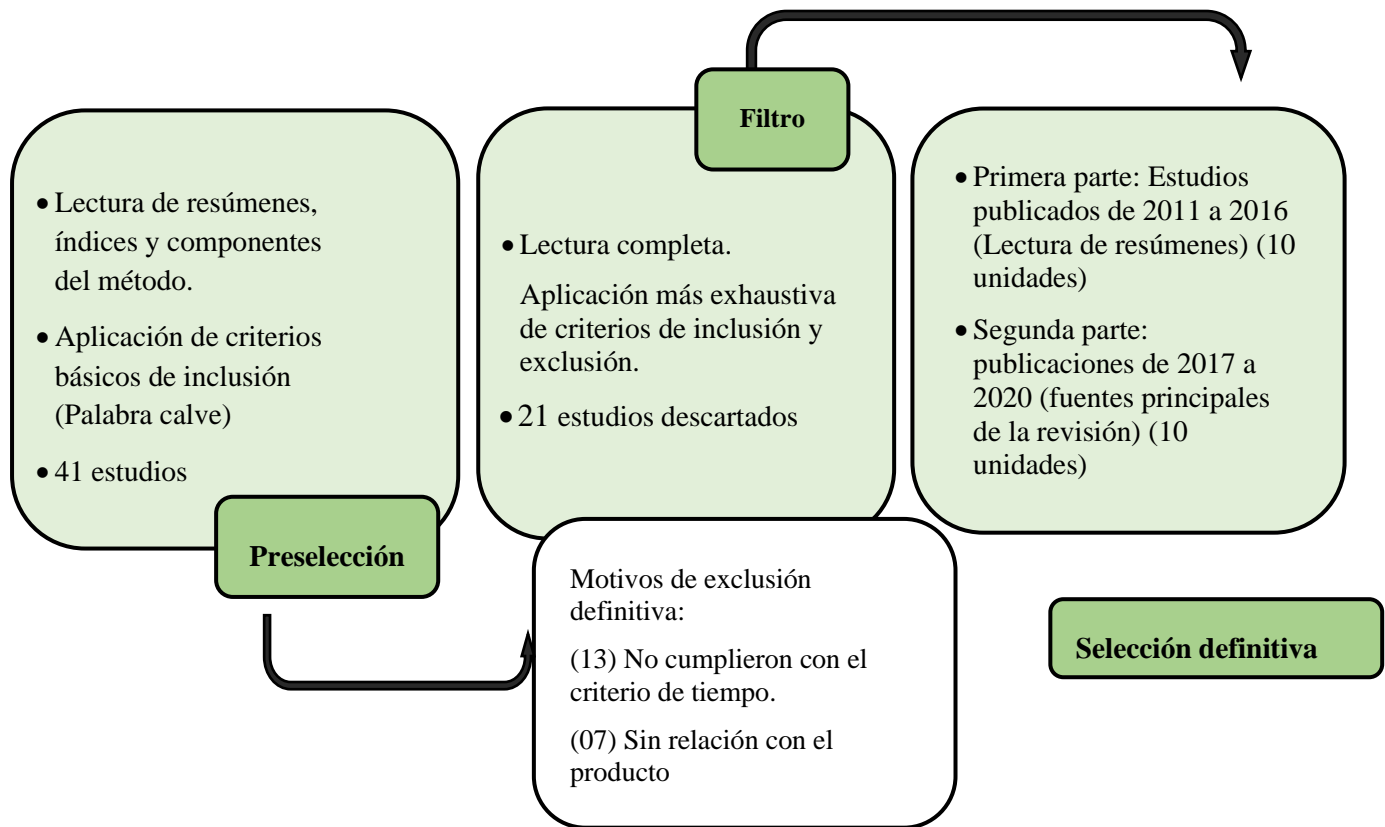 • Lectura de resúmenes,
índices y componentes
del método.
• Aplicación de criterios
básicos de inclusión
(Palabra calve)
• 41 estudios
Preselección
Filtro
• Lectura completa.
Aplicación más exhaustiva
de criterios de inclusión y
exclusión.
• 21 estudios descartados
Motivos de exclusión
definitiva:
(13) No cumplieron con el
criterio de tiempo.
(07) Sin relación con el
producto
• Primera parte: Estudios
publicados de 2011 a 2016
(Lectura de resúmenes) (10
unidades)
• Segunda parte:
publicaciones de 2017 a
2020 (fuentes principales
de la revisión) (10
unidades)
Selección definitiva